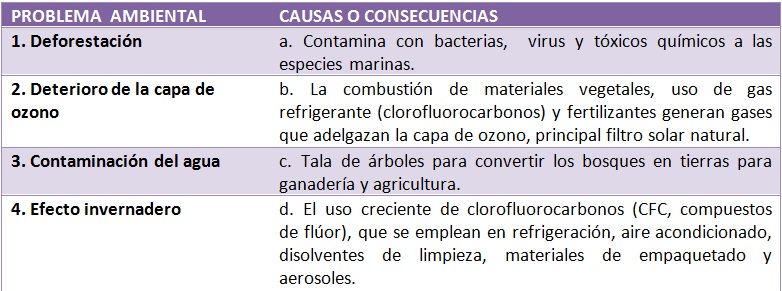 PROBLEMA AMBIENTAL CAUSAS O CONSECUENCIAS
1. Deforestación a. Contamina con bacterias, virus y tóxicos químicos a las
especies marinas.
2. Deterioro de la capa de b. La combustión de materiales vegetales, uso de gas
ozono refrigerante (clorofluorocarbonos) y fertilizantes generan gases
que adelgazan la capa de ozono, principal filtro solar natural.
3. Contaminación del agua c. Tala de árboles para convertir los bosques en tierras para
ganadería y agricultura.
4. Efecto invernadero d. El uso creciente de clorofluorocarbonos (CFC, compuestos
de flúor), que se emplean en refrigeración, aire acondicionado,
disolventes de limpieza, materiales de empaquetado y
aerosoles.